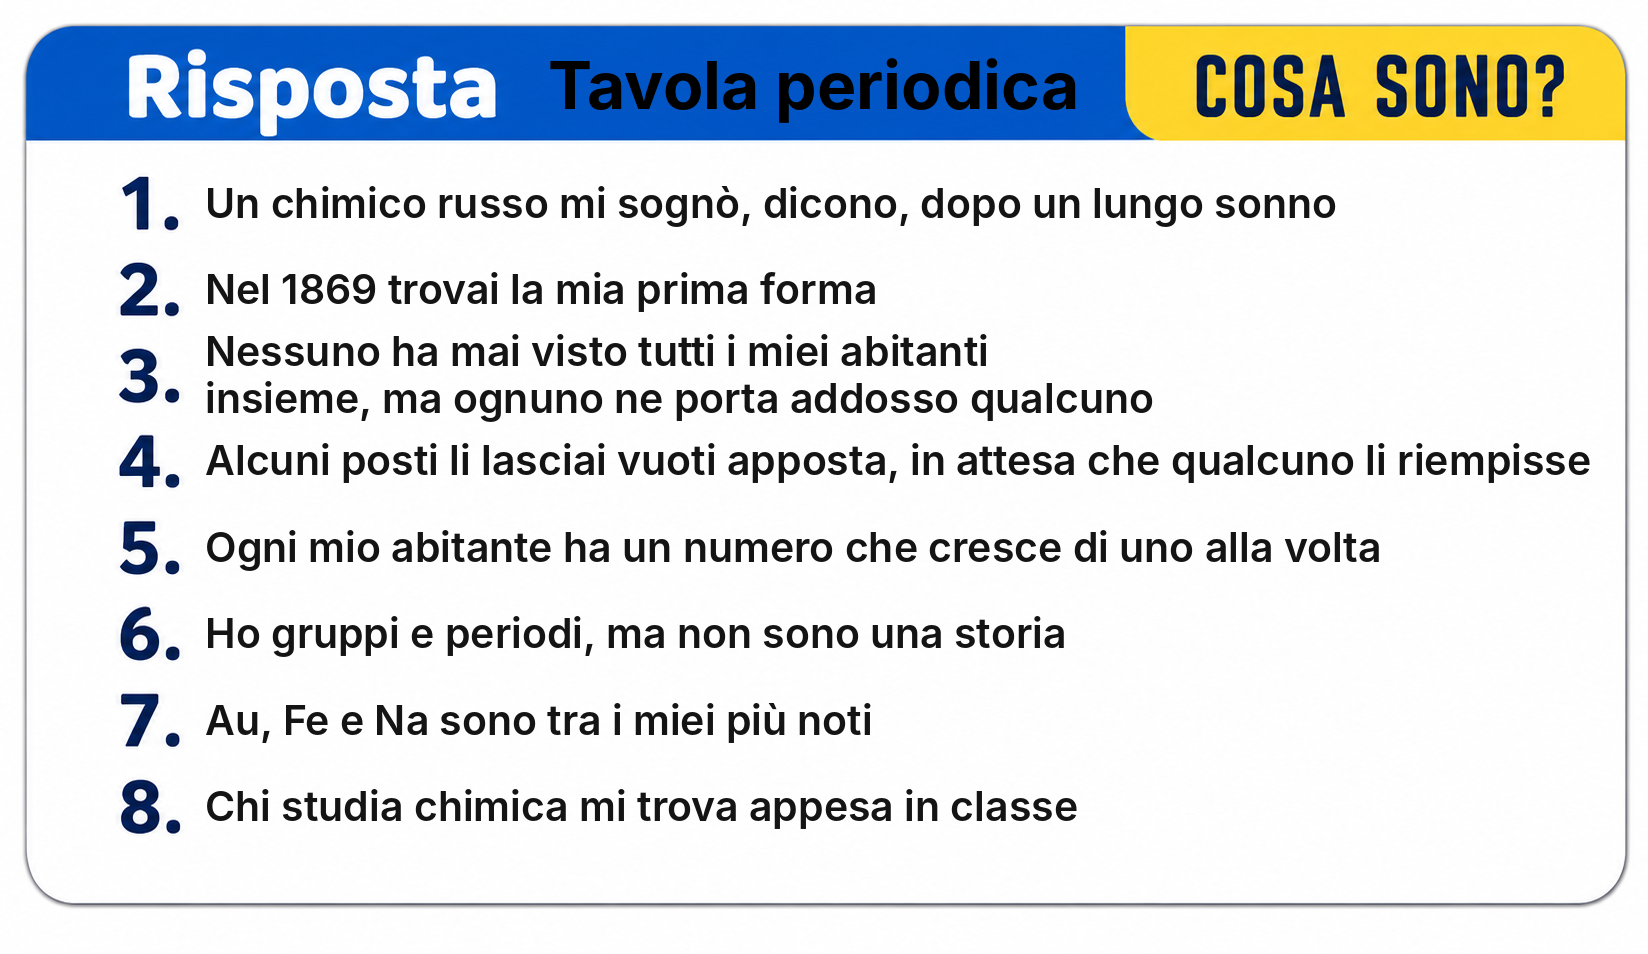 Risposta Tavola periodica COSA SONO?
1. Un chimico russo mi sognò, dicono, dopo un lungo sonno
2. Nel 1869 trovai la mia prima forma
3. Nessuno ha mai visto tutti i miei abitanti
insieme, ma ognuno ne porta addosso qualcuno
4. Alcuni posti li lasciai vuoti apposta, in attesa che qualcuno li riempisse
5. Ogni mio abitante ha un numero che cresce di uno alla volta
6. Ho gruppi e periodi, ma non sono una storia
7. Au, Fe e Na sono tra i miei più noti
8. Chi studia chimica mi trova appesa in classe